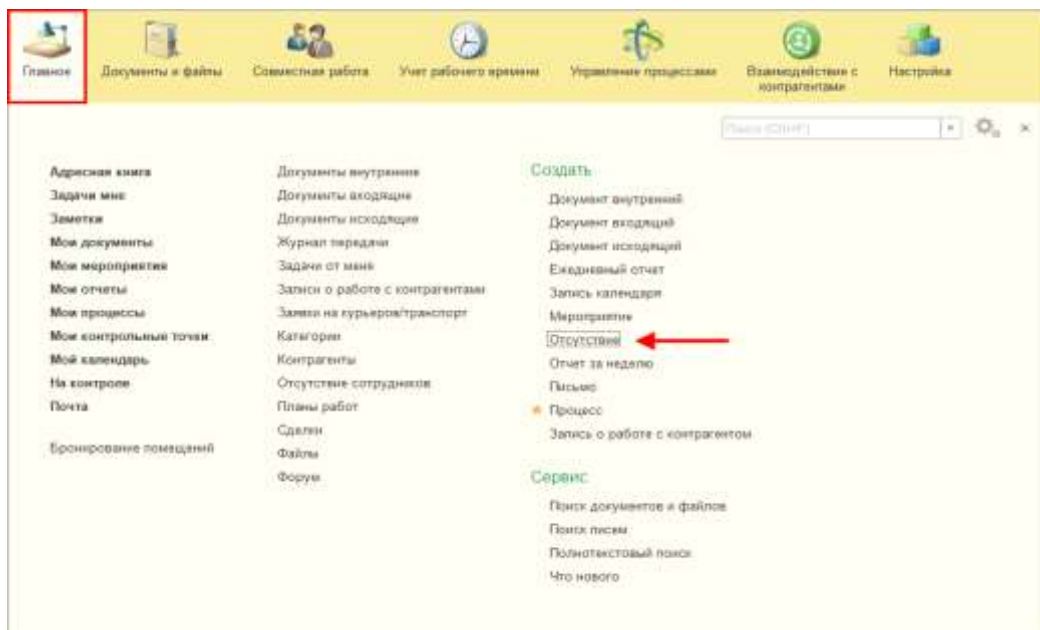 Главное
Документы и файлы
Совместная работа
Учет рабочего времени
Управление процессами
Взаимодействие с
контрагентами
Настройка
Поиск (Ctrl+F)
Адресная книга
Задачи мне
Заметки
Мои документы
Мои мероприятия
Мои отчеты
Мои процессы
Мои контрольные точки
Мой календарь
На контроле
Почта
Бронирование помещений
Документы внутренние
Документы входящие
Документы исходящие
Журнал передачи
Задачи от меня
Записи о работе с контрагентами
Заявки на курьеров/транспорт
Категории
Контрагенты
Отсутствие сотрудников
Планы работ
Сделки
Файлы
Форум
Создать
Документ внутренний
Документ входящий
Документ исходящий
Ежедневный отчет
Запись календаря
Мероприятие
Отсутствие
Отчет за неделю
Письмо
Процесс
Запись о работе с контрагентом
Сервис
Поиск документов и файлов
Поиск писем
Полнотекстовый поиск
Что нового